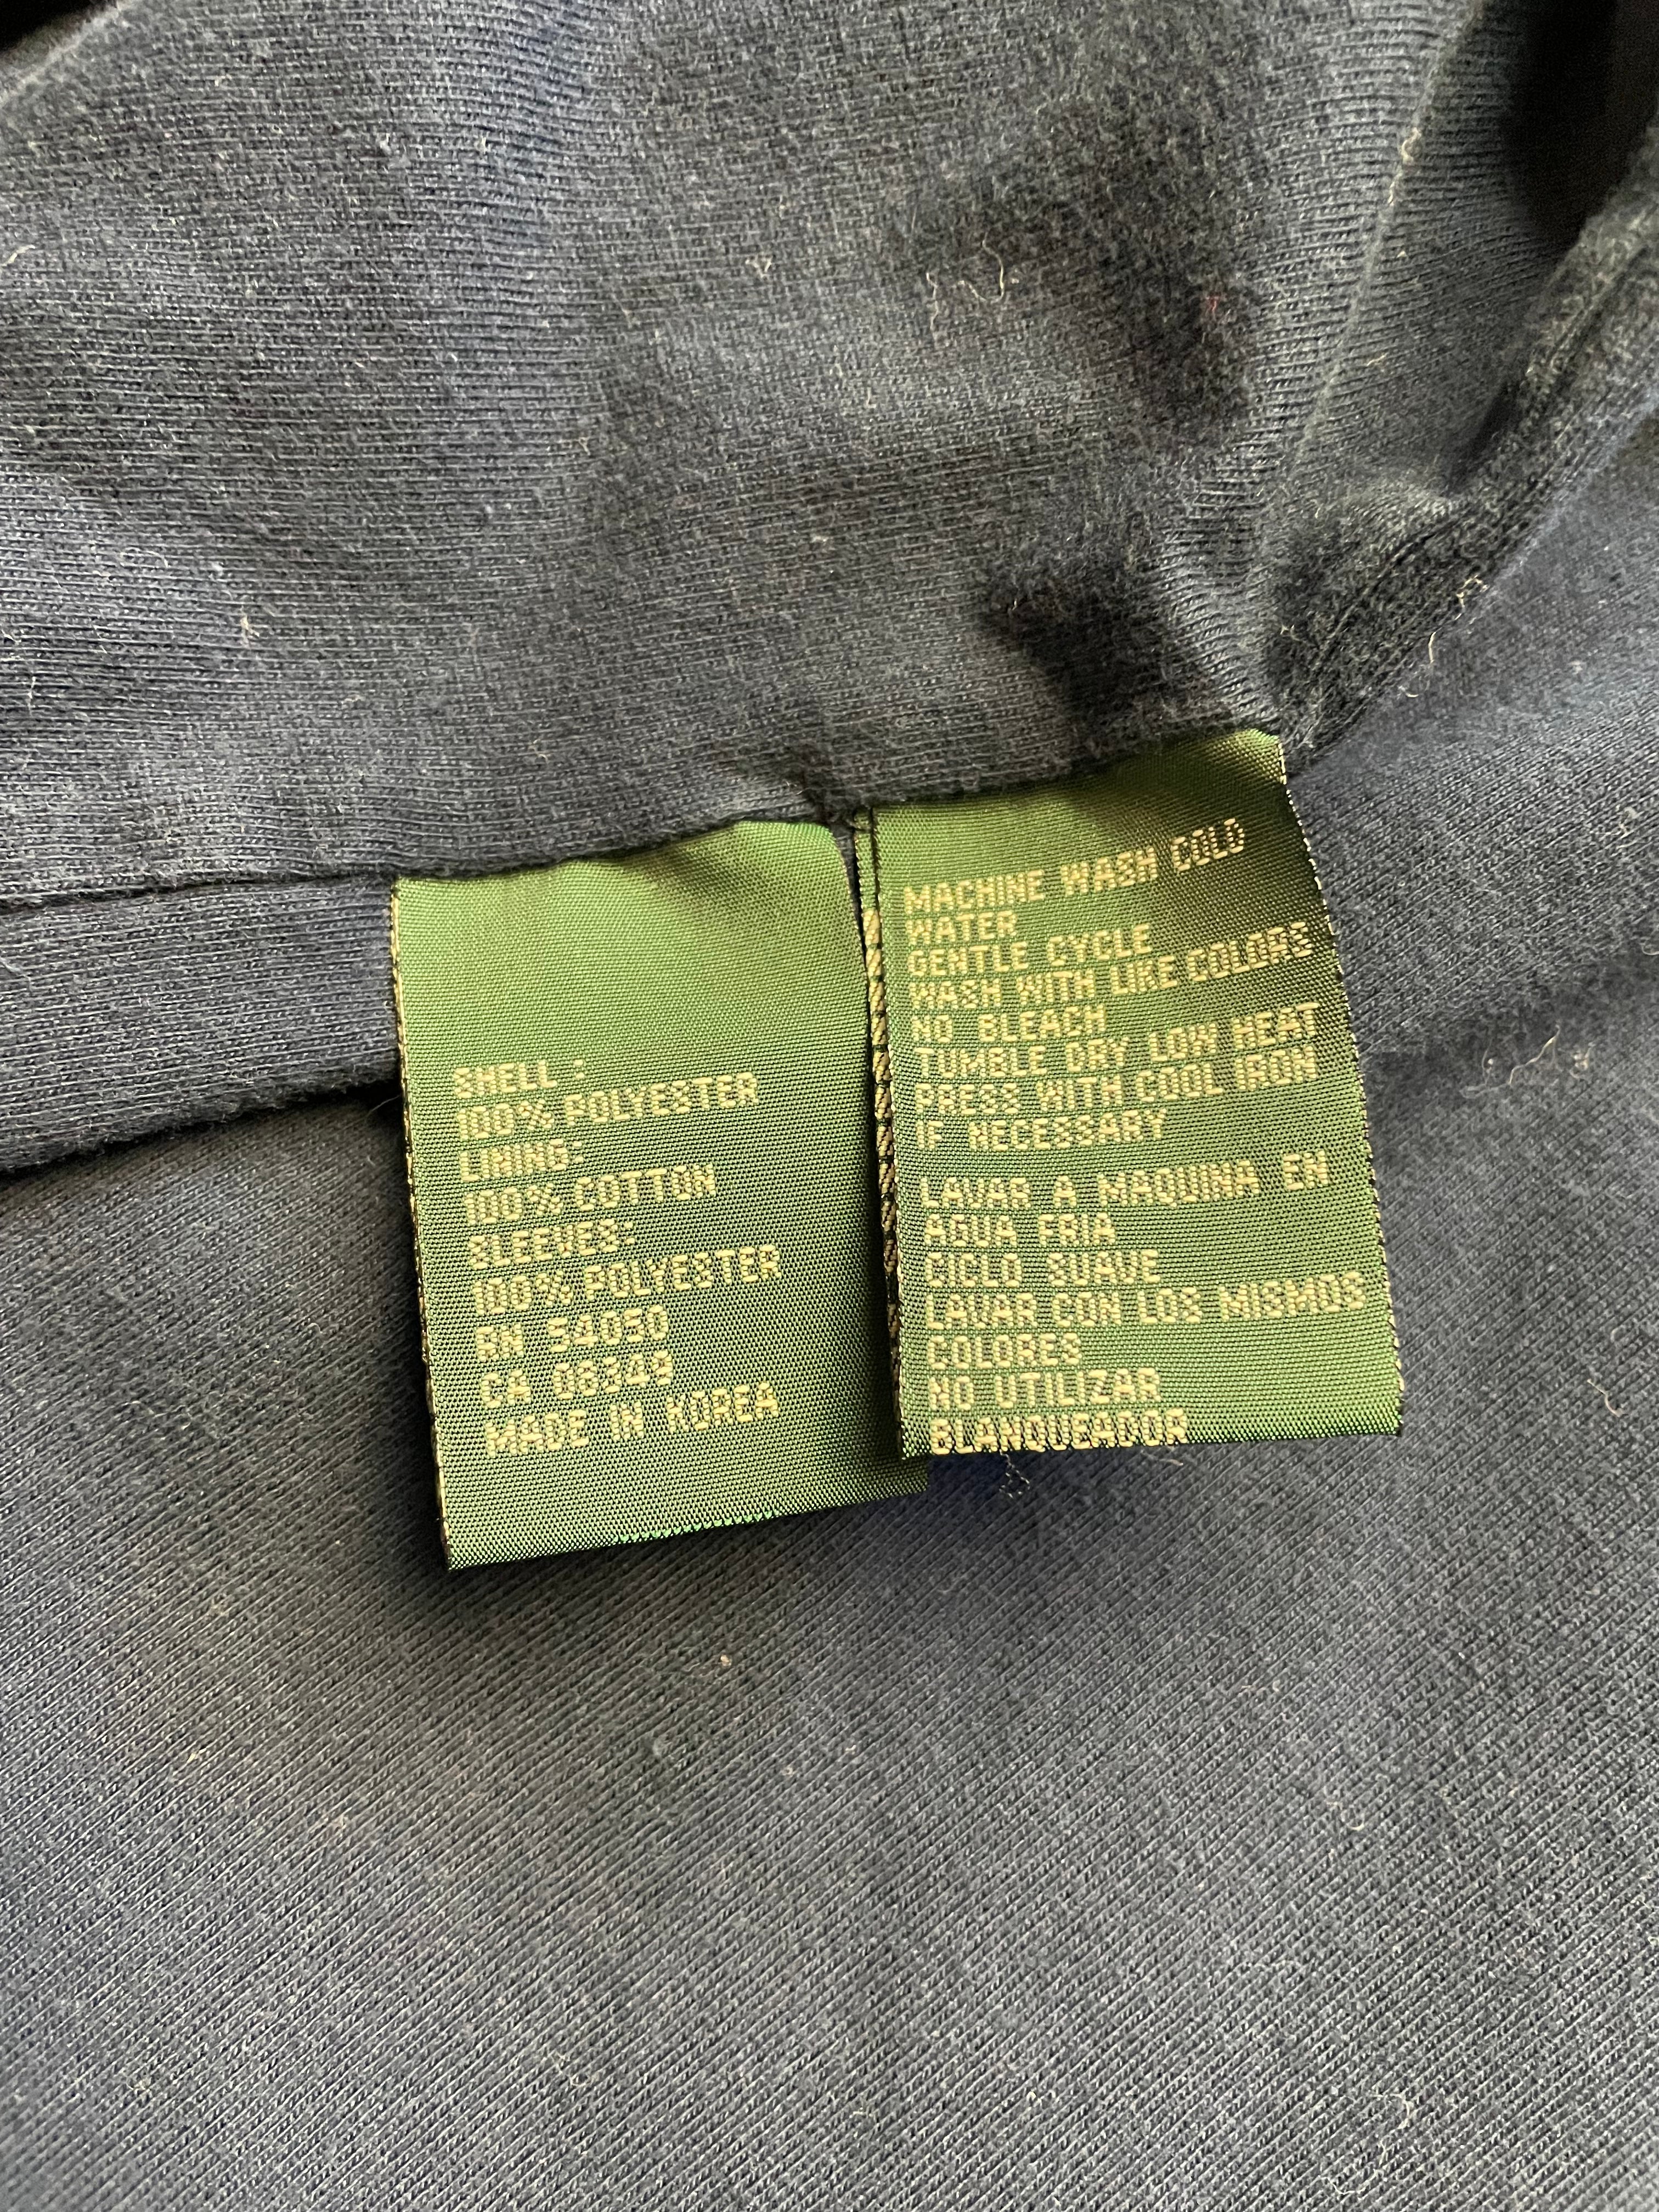 SHELL :
100% POLYESTER
LINING:
100% COTTON
SLEEVES:
100% POLYESTER
RN 54050
CA 08349
MADE IN KOREA
MACHINE WASH COLD
WATER
GENTLE CYCLE
WASH WITH LIKE COLORS
NO BLEACH
TUMBLE DRY LOW HEAT
PRESS WITH COOL IRON
IF NECESSARY
LAVAR A MAQUINA EN
AGUA FRIA
CICLO SUAVE
LAVAR CON LOS MISMOS
COLORES
NO UTILIZAR
BLANQUEADOR